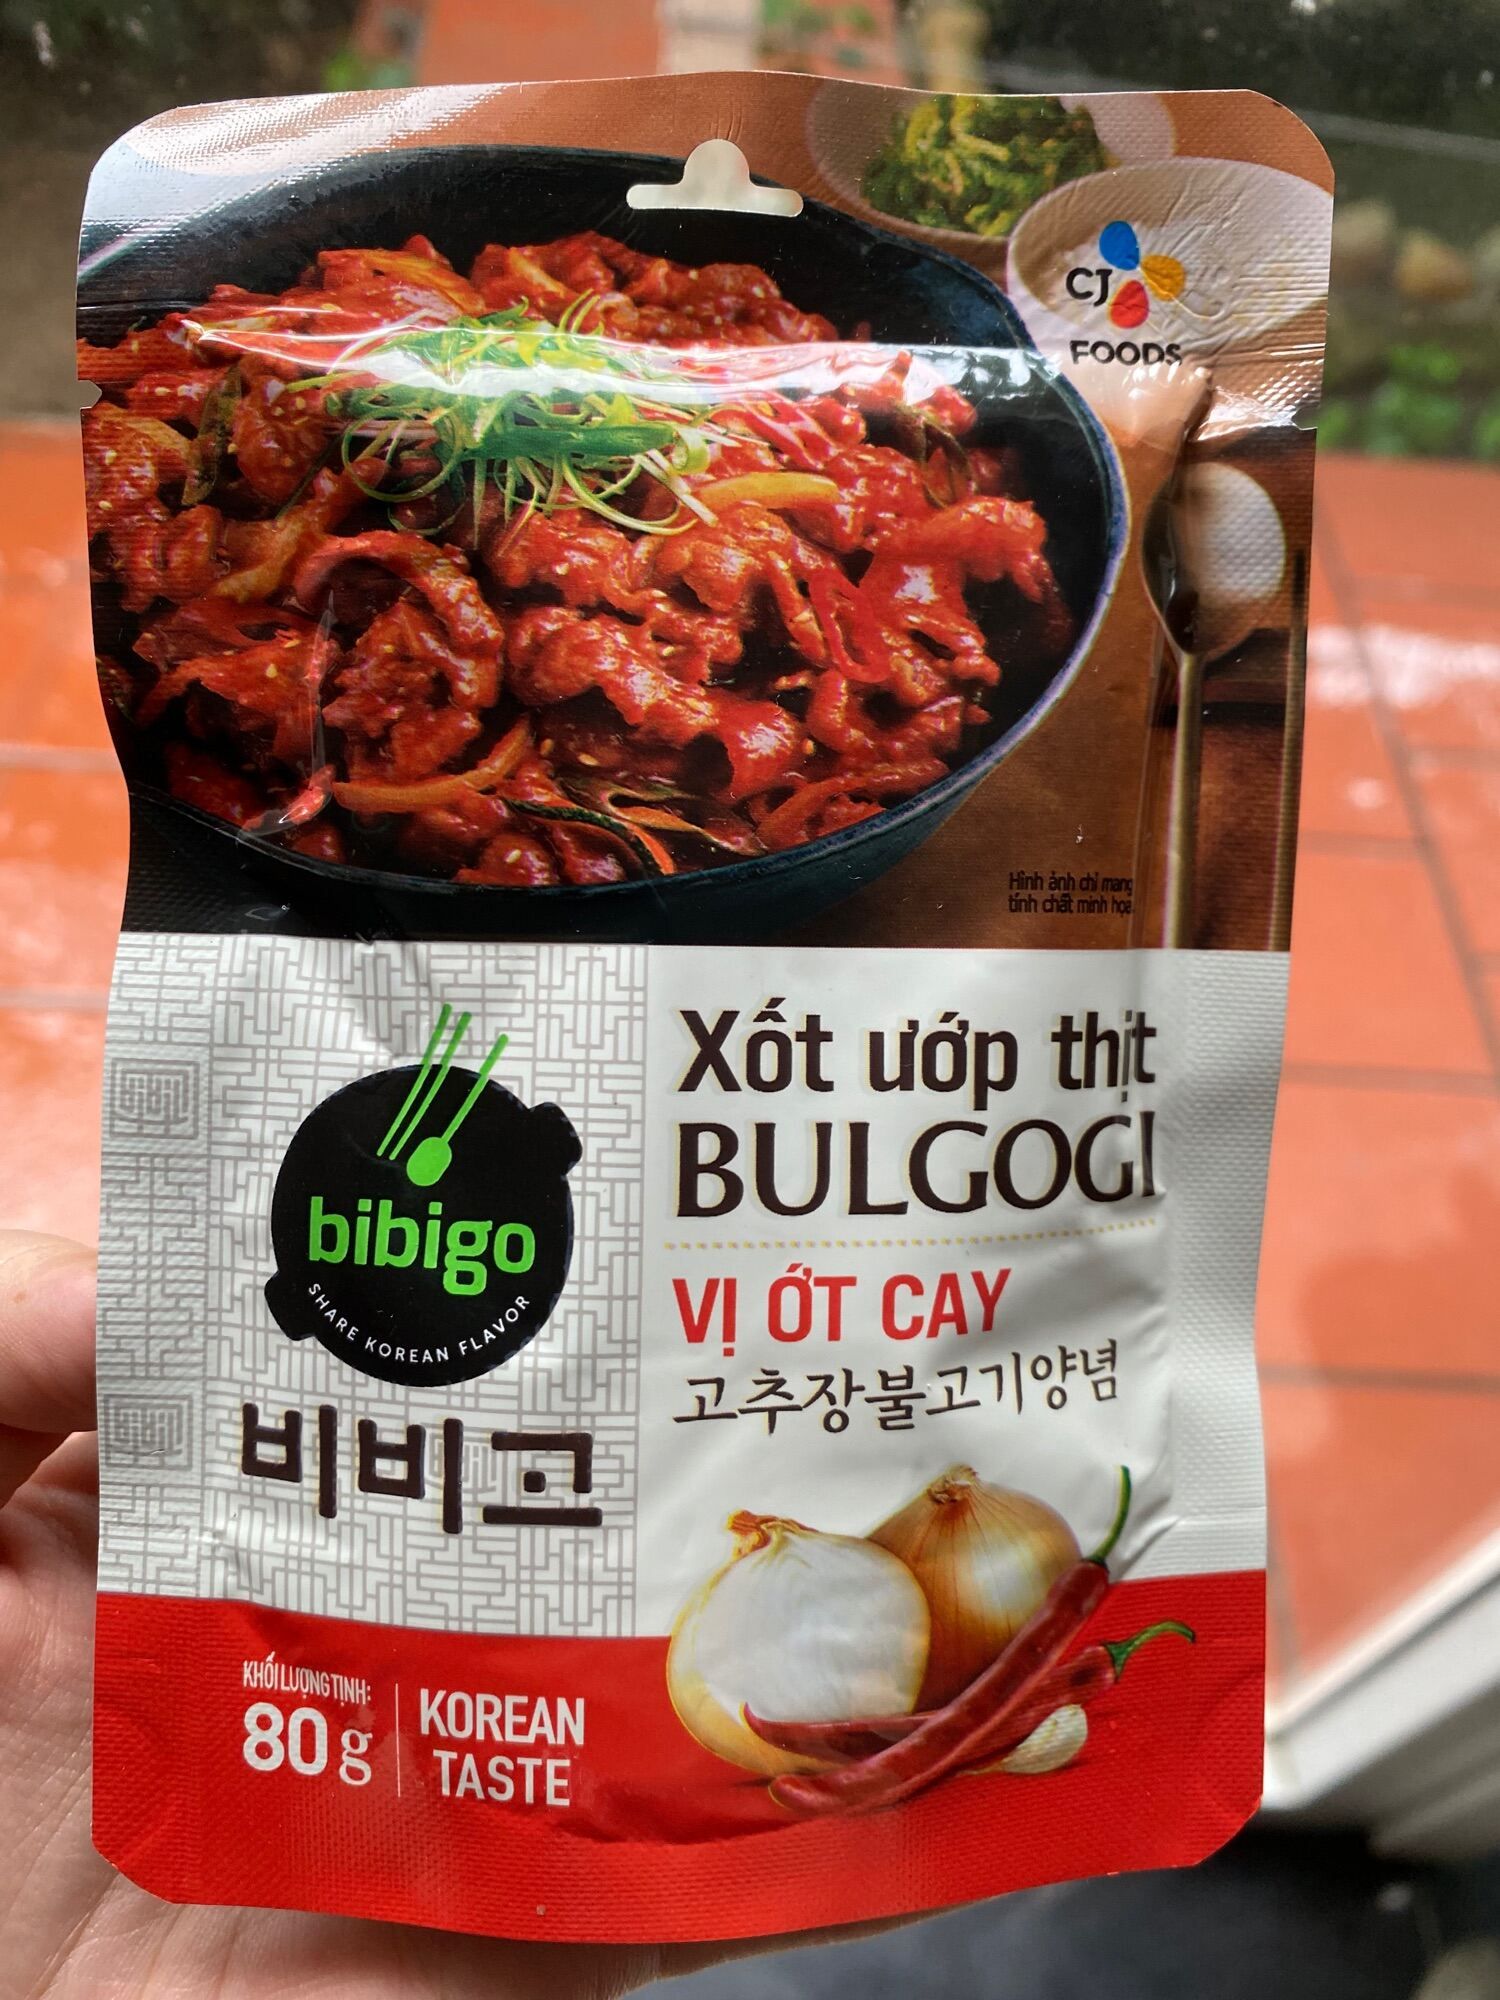 CJ
FOODS
Hình ảnh chỉ mang
tính chất minh họa.
Xốt ướp thịt
BULGOGI
VỊ ỚT CAY
고추장불고기양념
bibigo
SHARE KOREAN FLAVOR
비비고
KHỐI LƯỢNG TỊNH:
80 g
KOREAN
TASTE